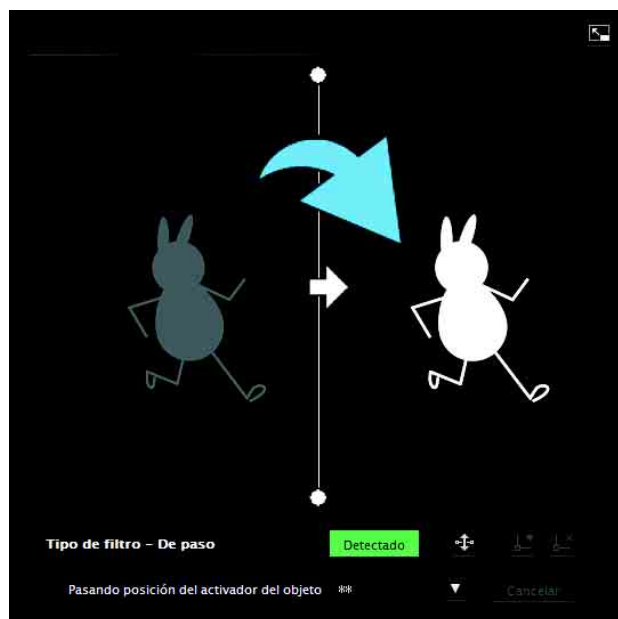 Tipo de filtro – De paso Detectado
Pasando posición del activador del objeto ** Cancelar